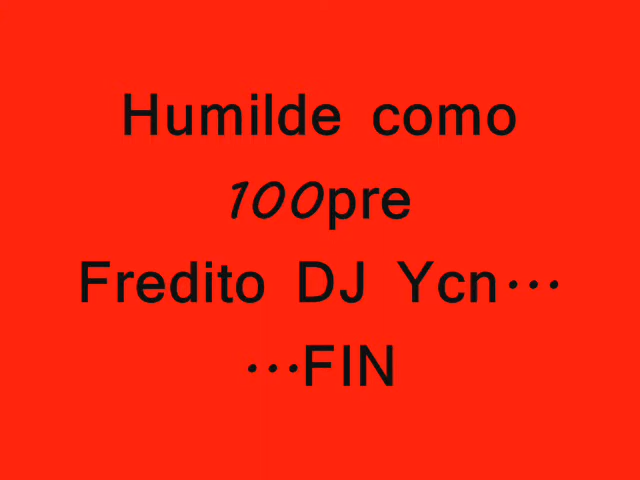 Humilde como
100pre
Fredito DJ Ycn…
…FIN